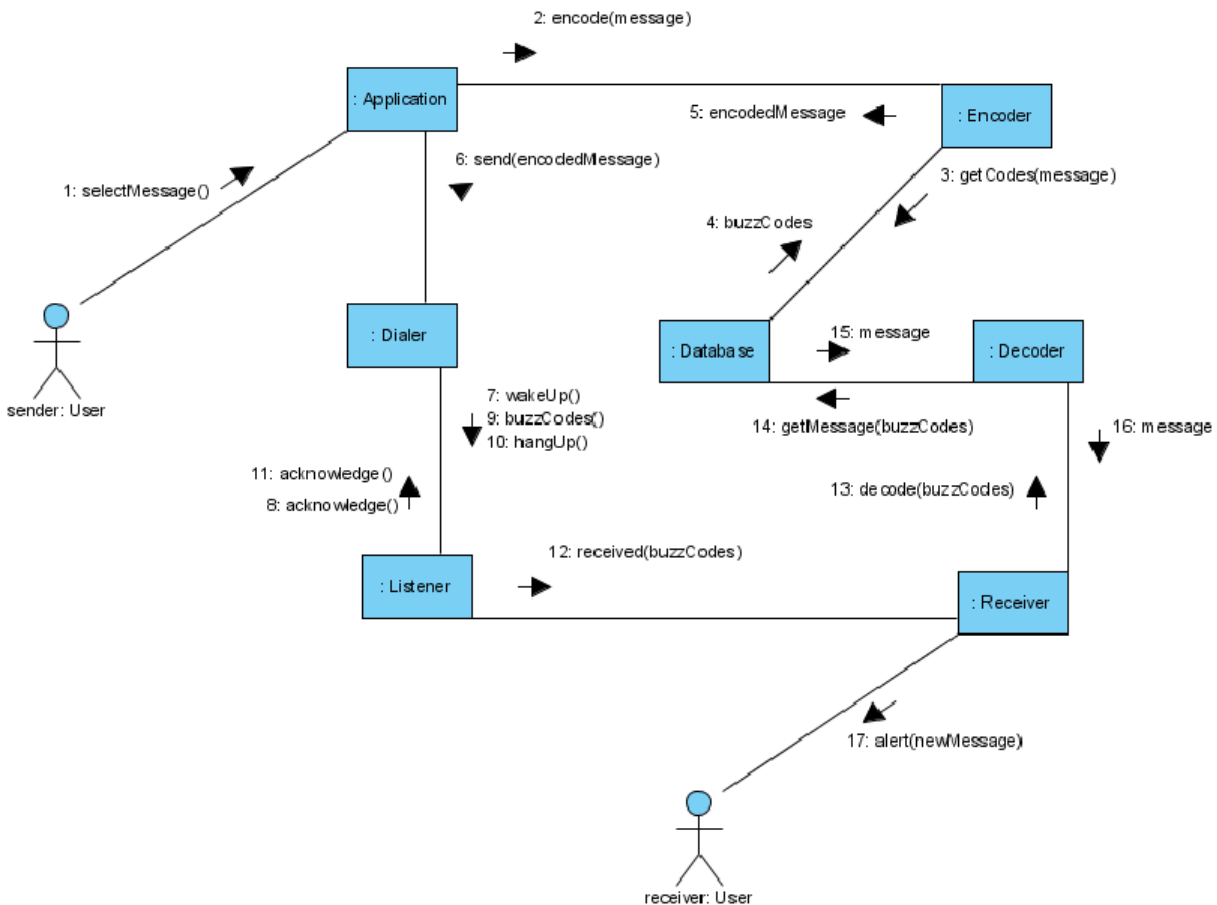 2: encode(message)
: Application
5: encodedMessage
: Encoder
6: send(encodedMessage)
1: selectMessage()
3: getCodes(message)
4: buzzCodes
: Dialer
: Database
15: message
: Decoder
sender: User
7: wakeUp()
9: buzzCodes()
10: hangUp()
14: getMessage(buzzCodes)
16: message
11: acknowledge()
8: acknowledge()
13: decode(buzzCodes)
12: received(buzzCodes)
: Listener
: Receiver
17: alert(newMessage)
receiver: User